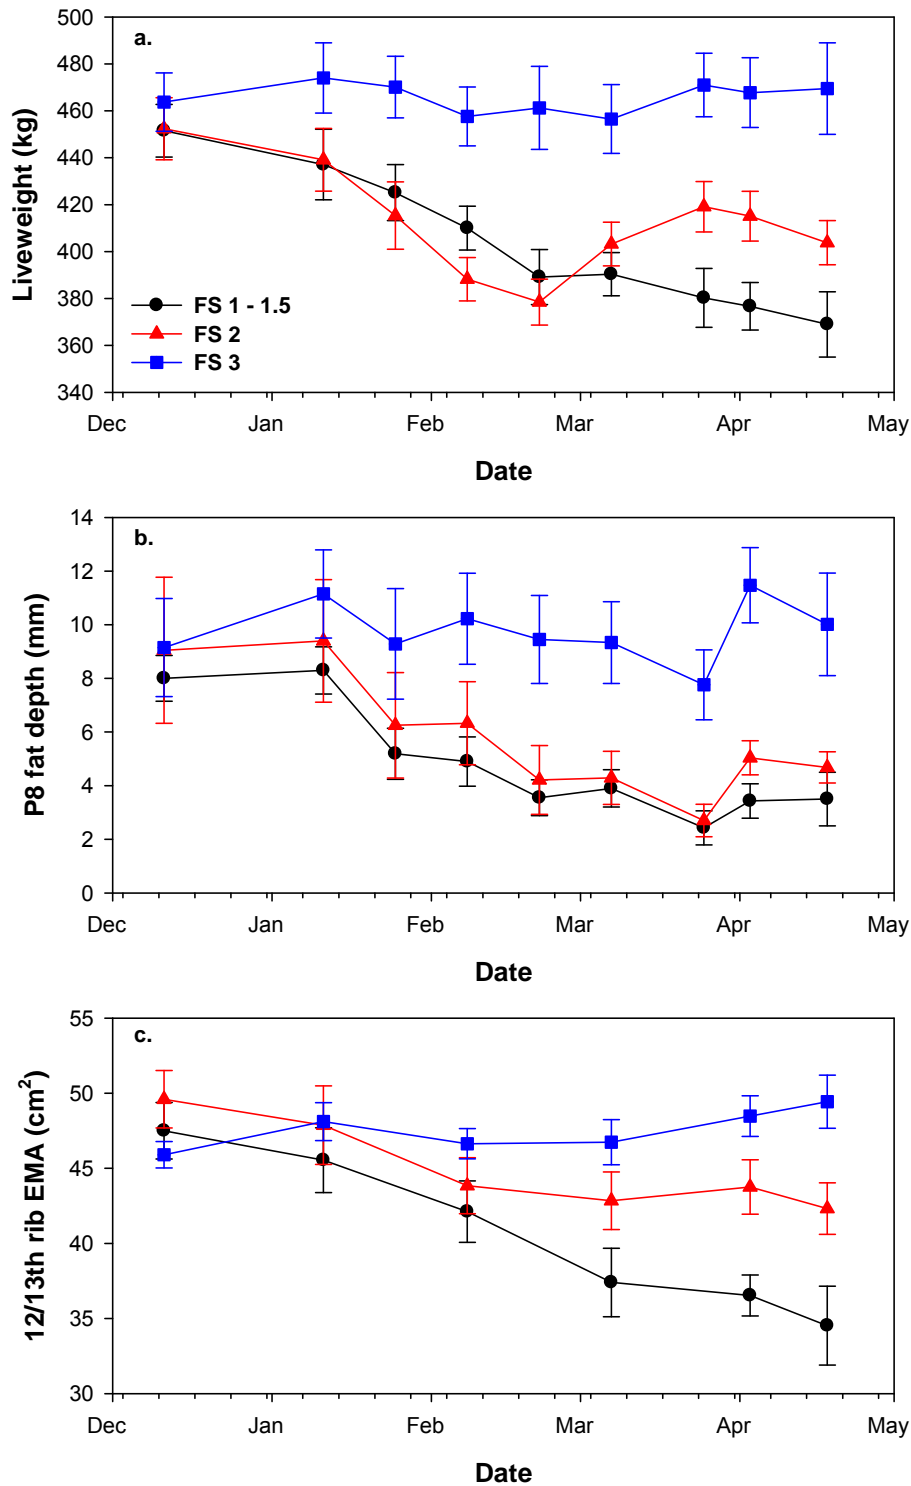 a.
500
480
460
440
420
400
380
360
340
Liveweight (kg)
FS 1 - 1.5
FS 2
FS 3
Dec Jan Feb Mar Apr May
Date
b.
14
12
10
8
6
4
2
0
P8 fat depth (mm)
Dec Jan Feb Mar Apr May
Date
c.
55
50
45
40
35
30
12/13th rib EMA (cm²)
Dec Jan Feb Mar Apr May
Date